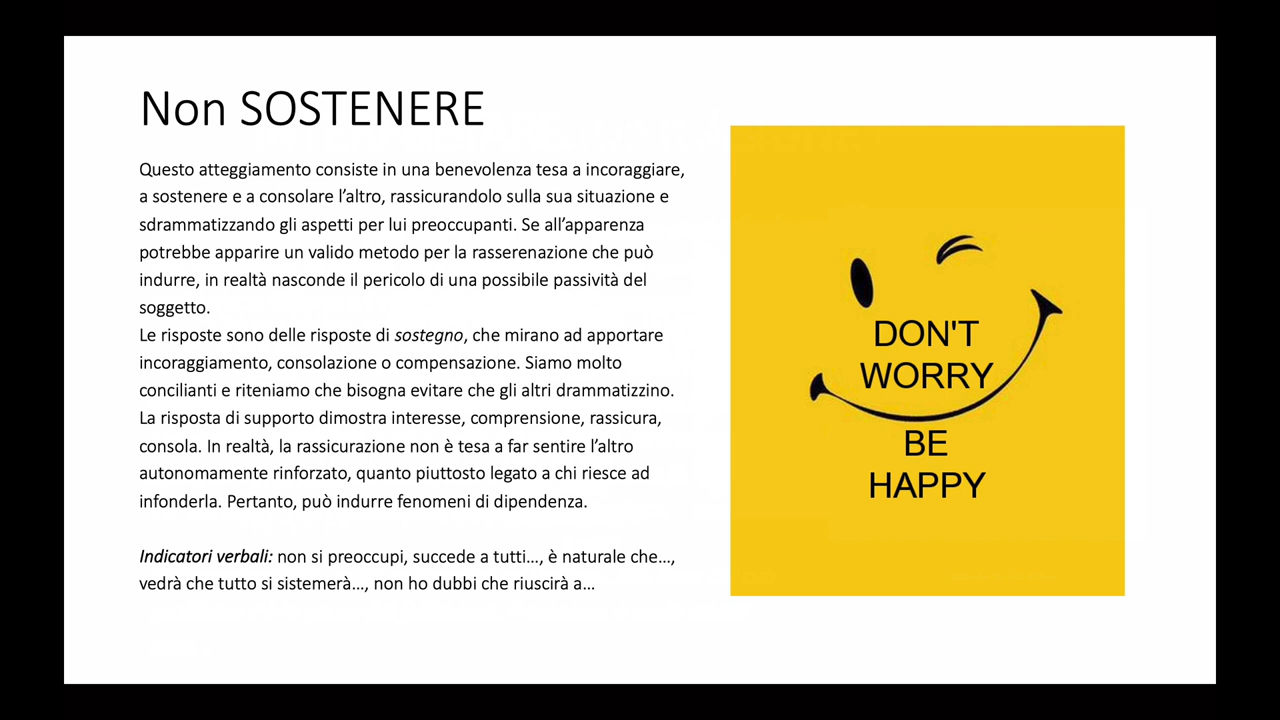 Non SOSTENERE
Questo atteggiamento consiste in una benevolenza tesa a incoraggiare,
a sostenere e a consolare l’altro, rassicurandolo sulla sua situazione e
sdrammatizzando gli aspetti per lui preoccupanti. Se all’apparenza
potrebbe apparire un valido metodo per la rasserenazione che può
indurre, in realtà nasconde il pericolo di una possibile passività del
soggetto.
Le risposte sono delle risposte di sostegno, che mirano ad apportare
incoraggiamento, consolazione o compensazione. Siamo molto
concilianti e riteniamo che bisogna evitare che gli altri drammatizzino.
La risposta di supporto dimostra interesse, comprensione, rassicura,
consola. In realtà, la rassicurazione non è tesa a far sentire l’altro
autonomamente rinforzato, quanto piuttosto legato a chi riesce ad
infonderla. Pertanto, può indurre fenomeni di dipendenza.
Indicatori verbali: non si preoccupi, succede a tutti…, è naturale che…,
vedrà che tutto si sistemerà…, non ho dubbi che riuscirà a…
DON'T
WORRY
BE
HAPPY